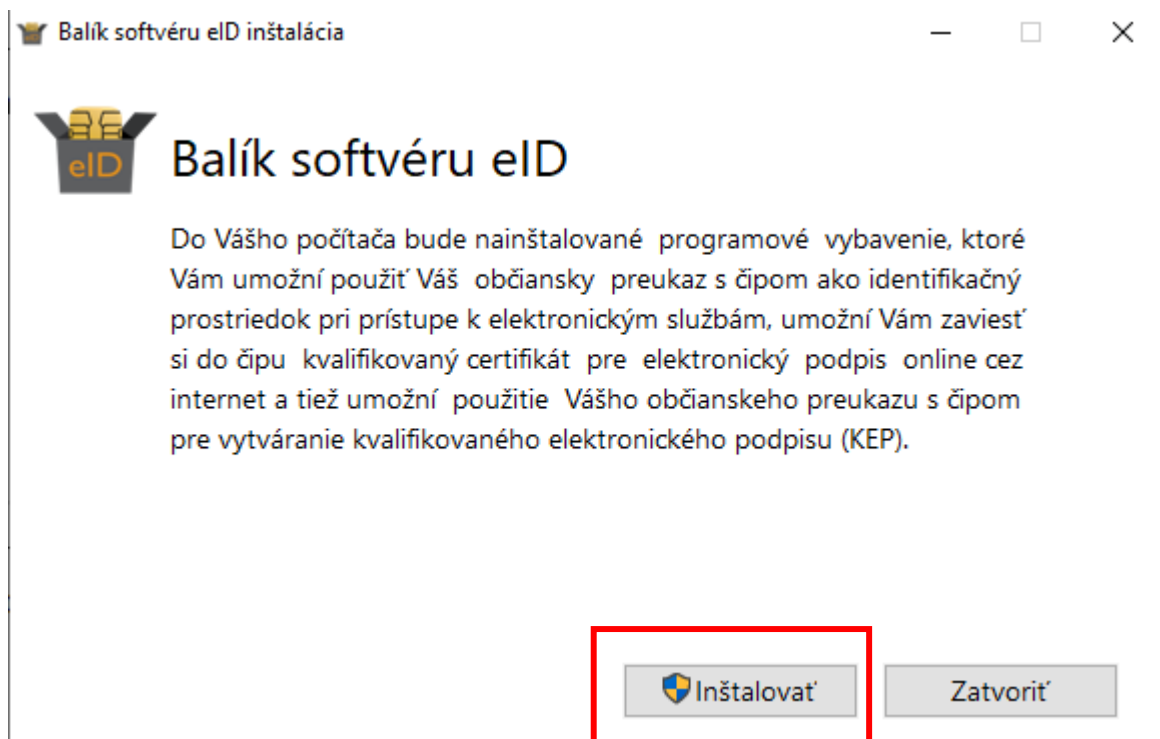 Balík softvéru eID inštalácia
eID
Balík softvéru eID
Do Vášho počítača bude nainštalované programové vybavenie, ktoré
Vám umožní použiť Váš občiansky preukaz s čipom ako identifikačný
prostriedok pri prístupe k elektronickým službám, umožní Vám zaviesť
si do čipu kvalifikovaný certifikát pre elektronický podpis online cez
internet a tiež umožní použitie Vášho občianskeho preukazu s čipom
pre vytváranie kvalifikovaného elektronického podpisu (KEP).
Inštalovať
Zatvoriť